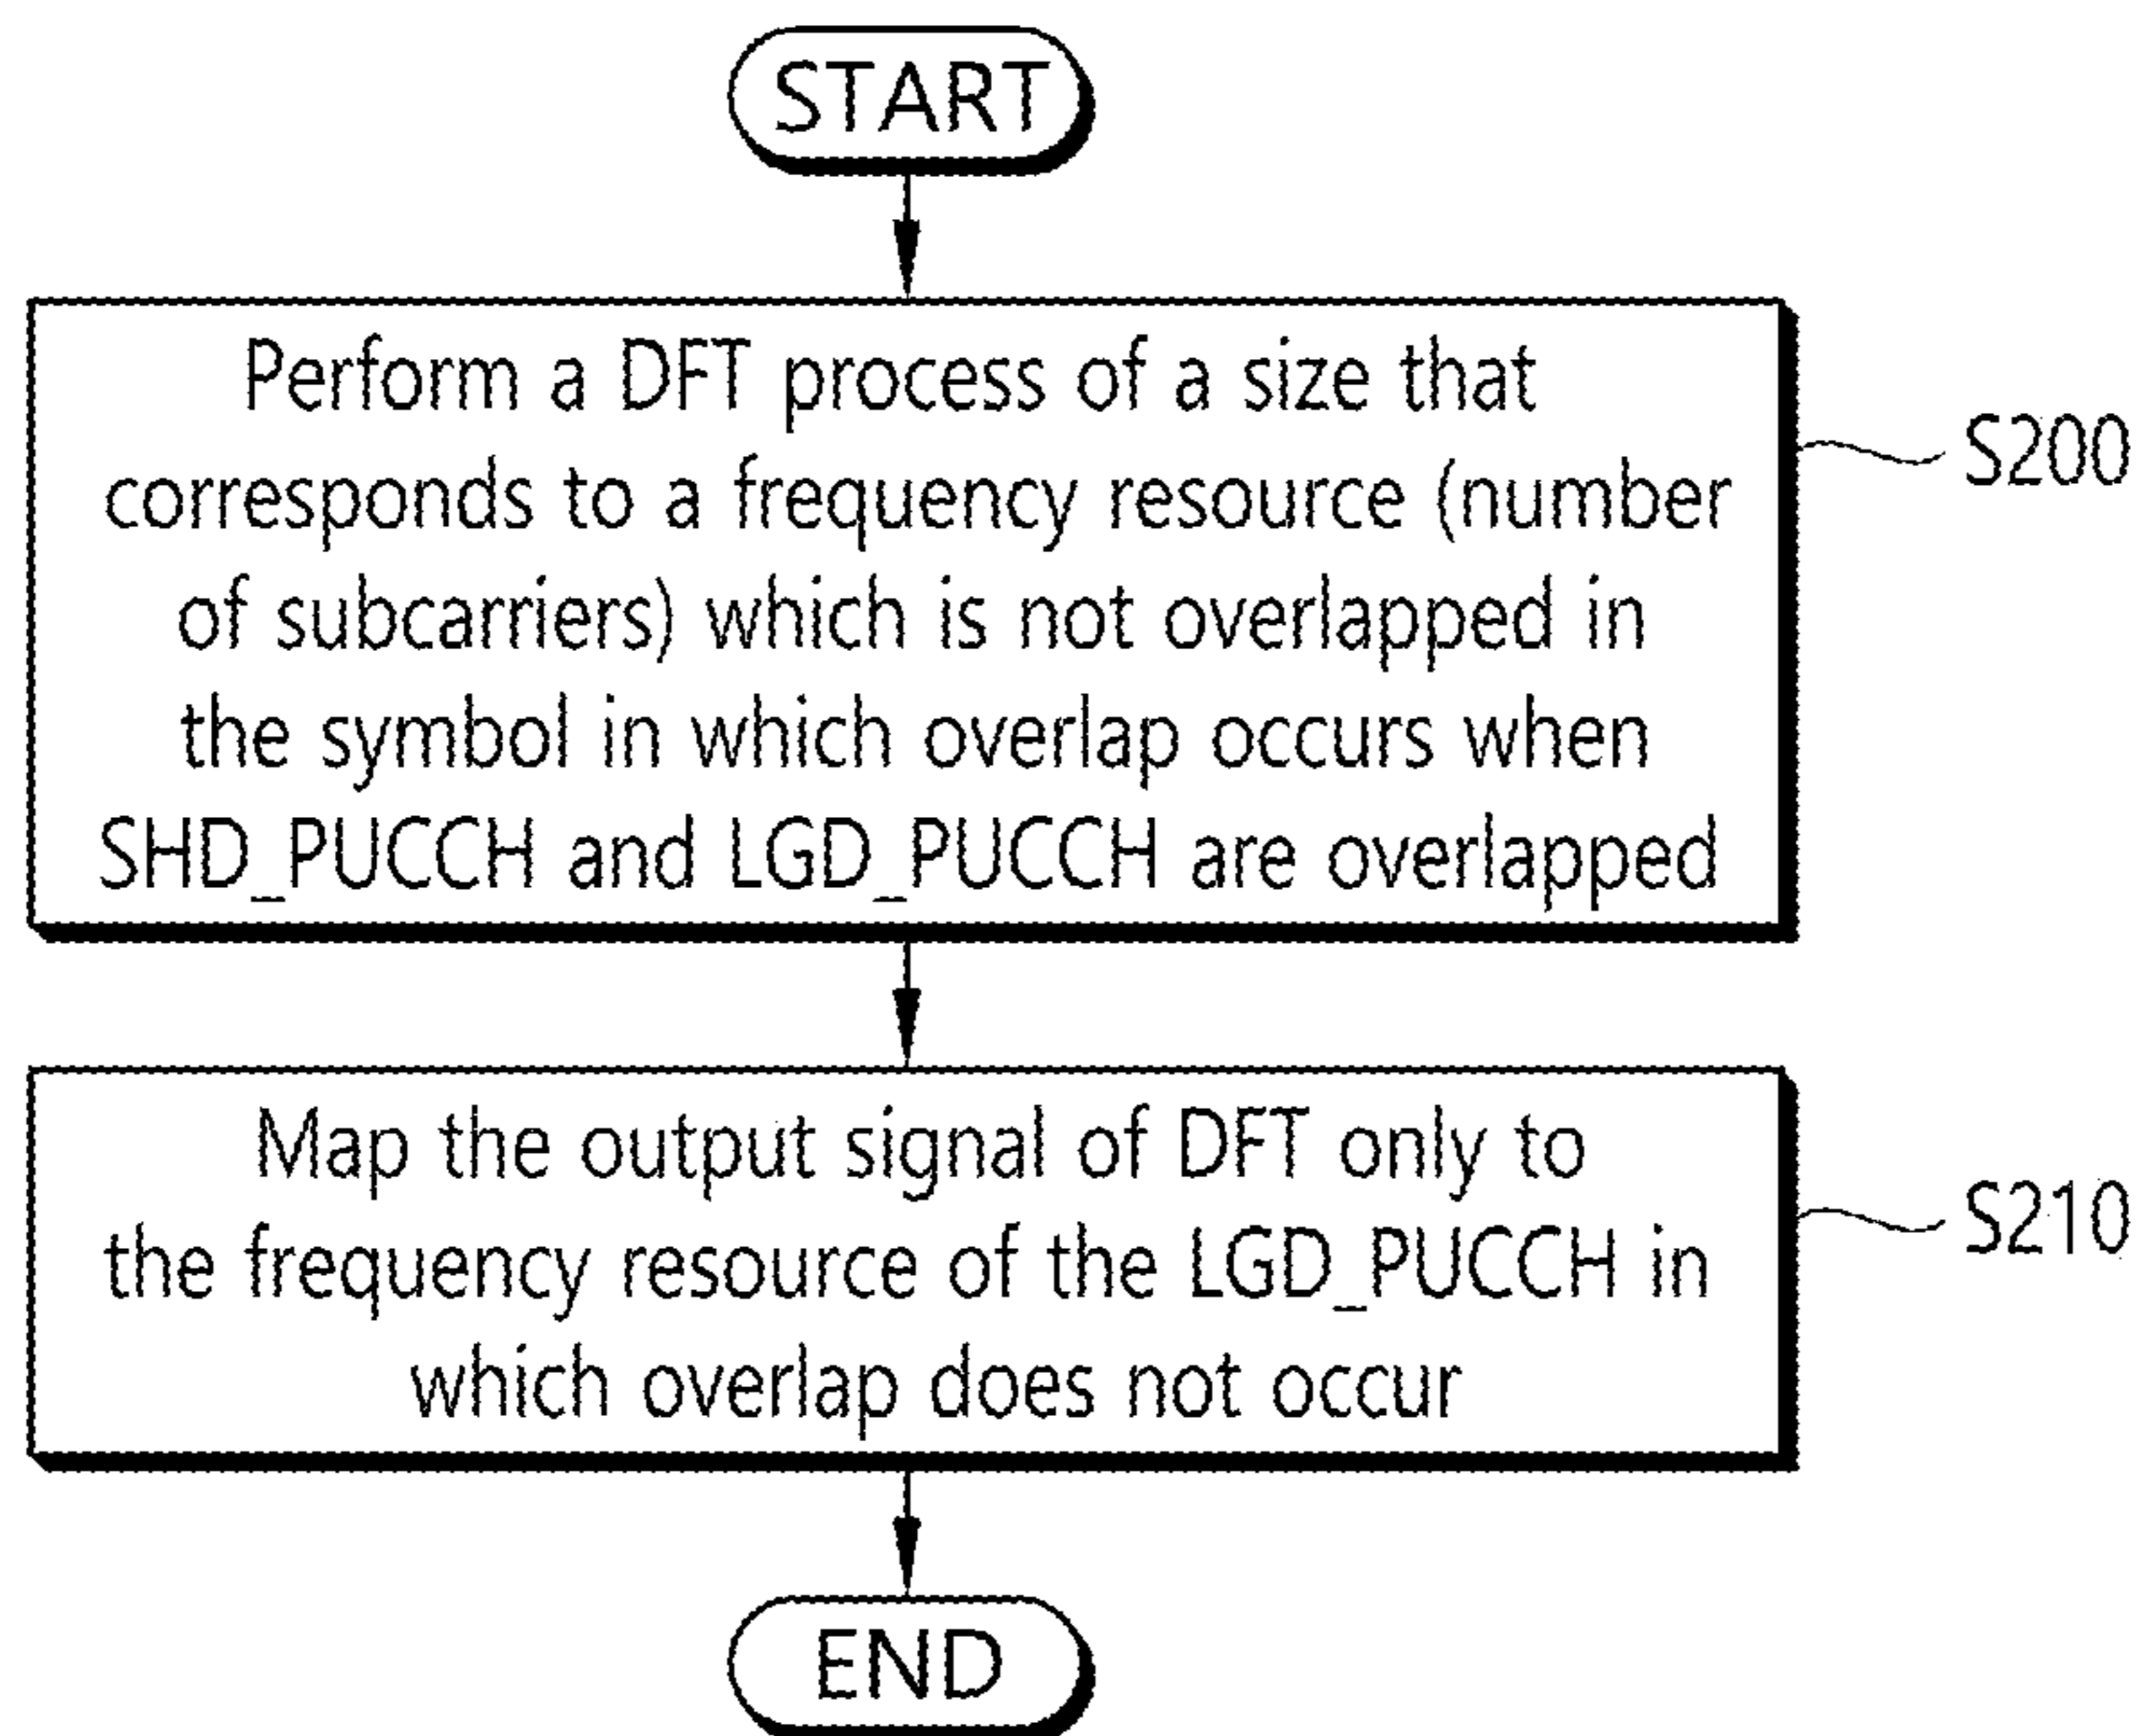 START
Perform a DFT process of a size that
corresponds to a frequency resource (number
of subcarriers) which is not overlapped in
the symbol in which overlap occurs when
SHD_PUCCH and LGD_PUCCH are overlapped
S200
Map the output signal of DFT only to
the frequency resource of the LGD_PUCCH in
which overlap does not occur
S210
END